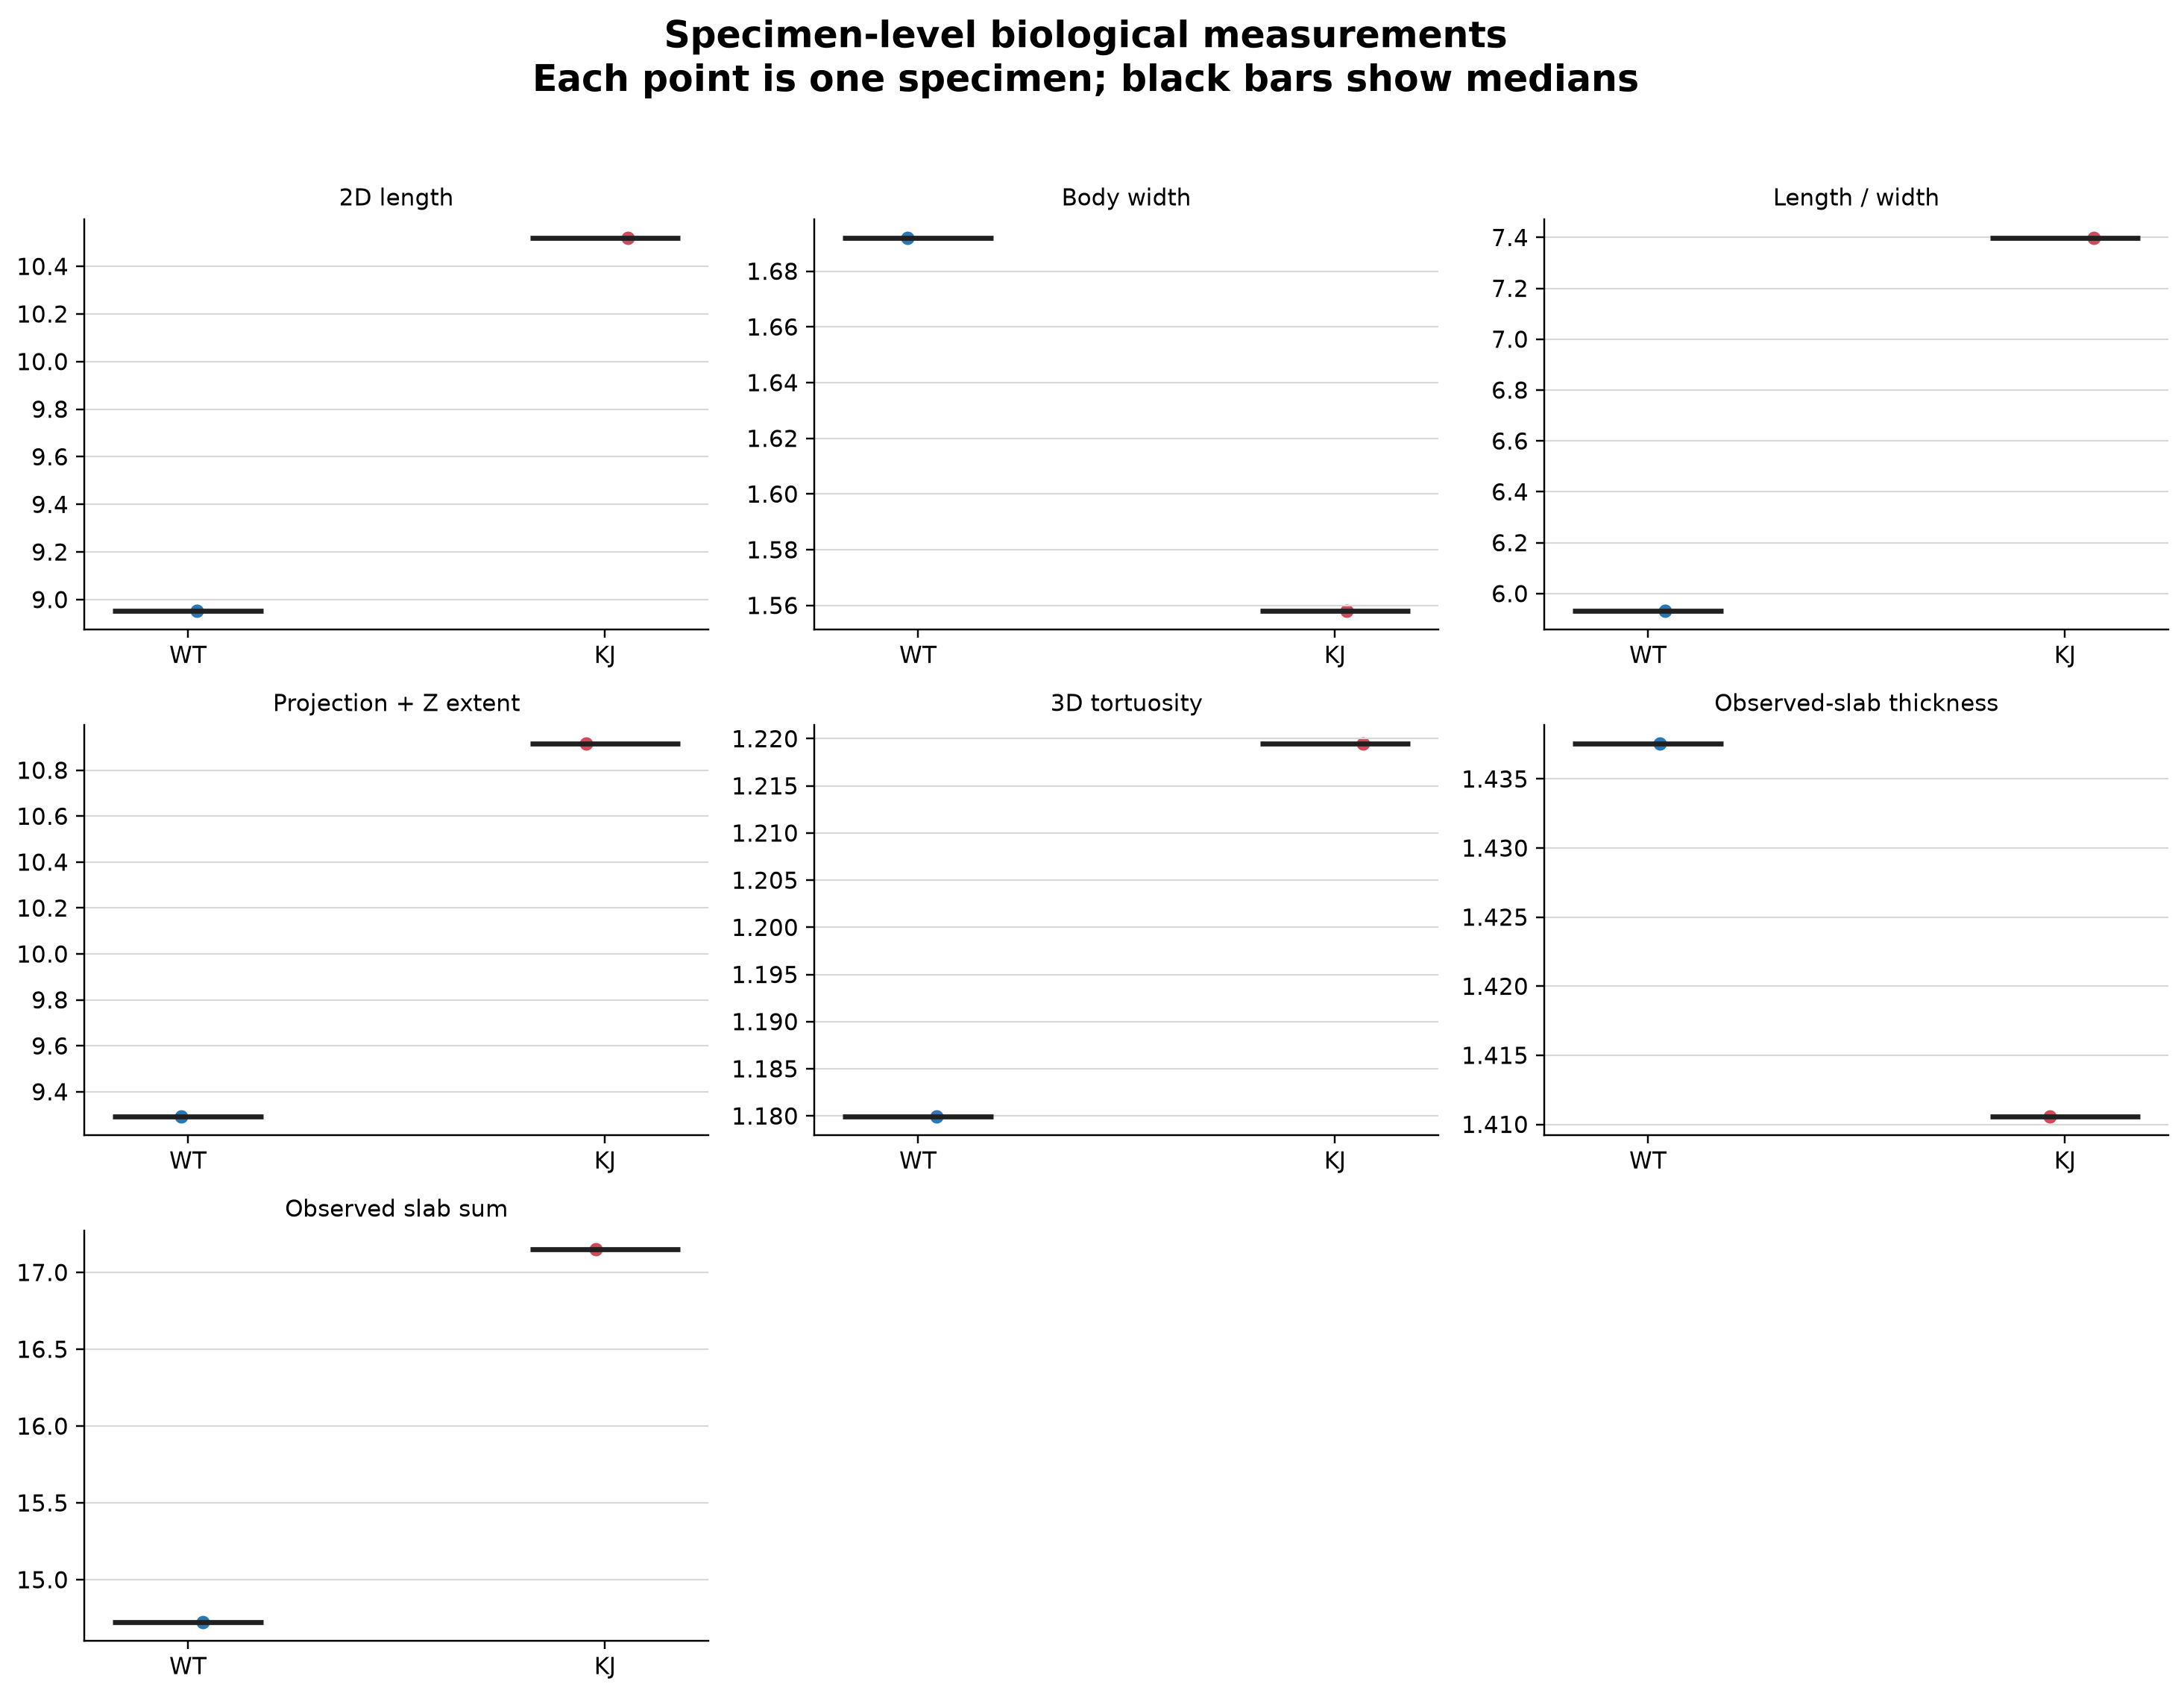 Specimen-level biological measurements
Each point is one specimen; black bars show medians
2D length
10.4
10.2
10.0
9.8
9.6
9.4
9.2
9.0
WT
KJ
Body width
1.68
1.66
1.64
1.62
1.60
1.58
1.56
WT
KJ
Length / width
7.4
7.2
7.0
6.8
6.6
6.4
6.2
6.0
WT
KJ
Projection + Z extent
10.8
10.6
10.4
10.2
10.0
9.8
9.6
9.4
WT
KJ
3D tortuosity
1.220
1.215
1.210
1.205
1.200
1.195
1.190
1.185
1.180
WT
KJ
Observed-slab thickness
1.435
1.430
1.425
1.420
1.415
1.410
WT
KJ
Observed slab sum
17.0
16.5
16.0
15.5
15.0
WT
KJ